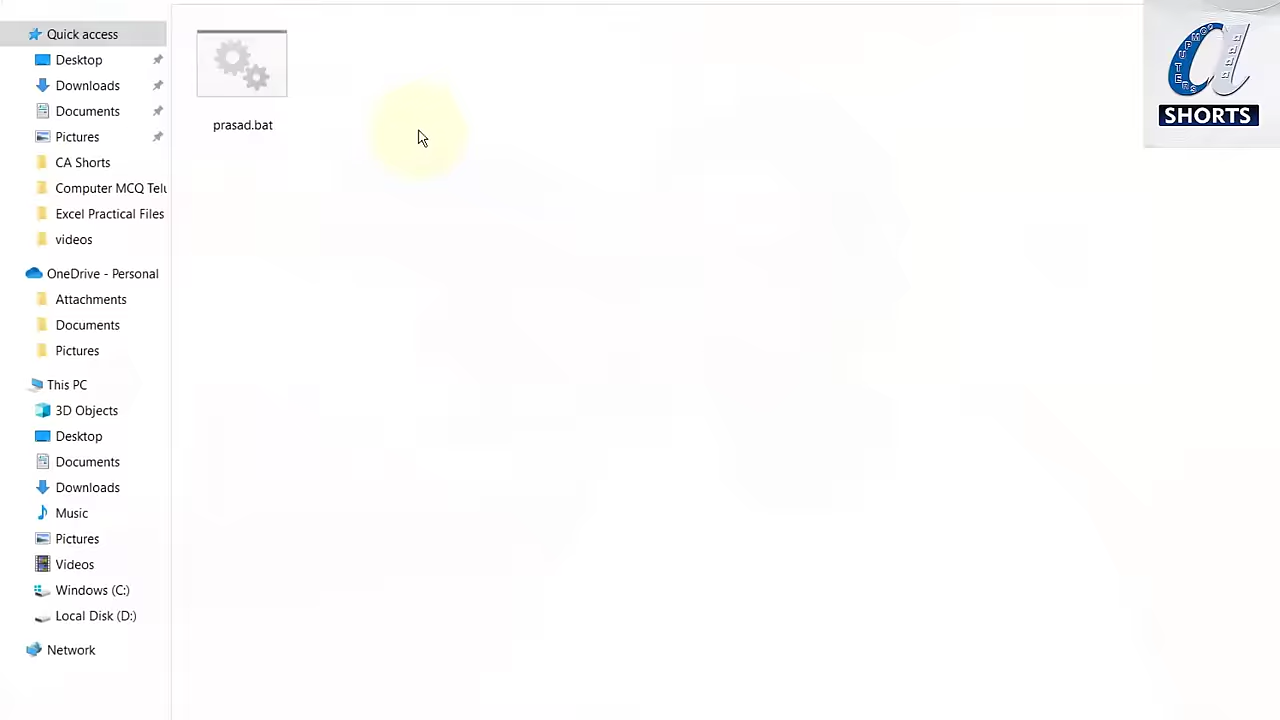 Quick access
Desktop
Downloads
Documents
Pictures
CA Shorts
Computer MCQ Telu
Excel Practical Files
videos
OneDrive - Personal
Attachments
Documents
Pictures
This PC
3D Objects
Desktop
Documents
Downloads
Music
Pictures
Videos
Windows (C:)
Local Disk (D:)
Network
prasad.bat
SHORTS